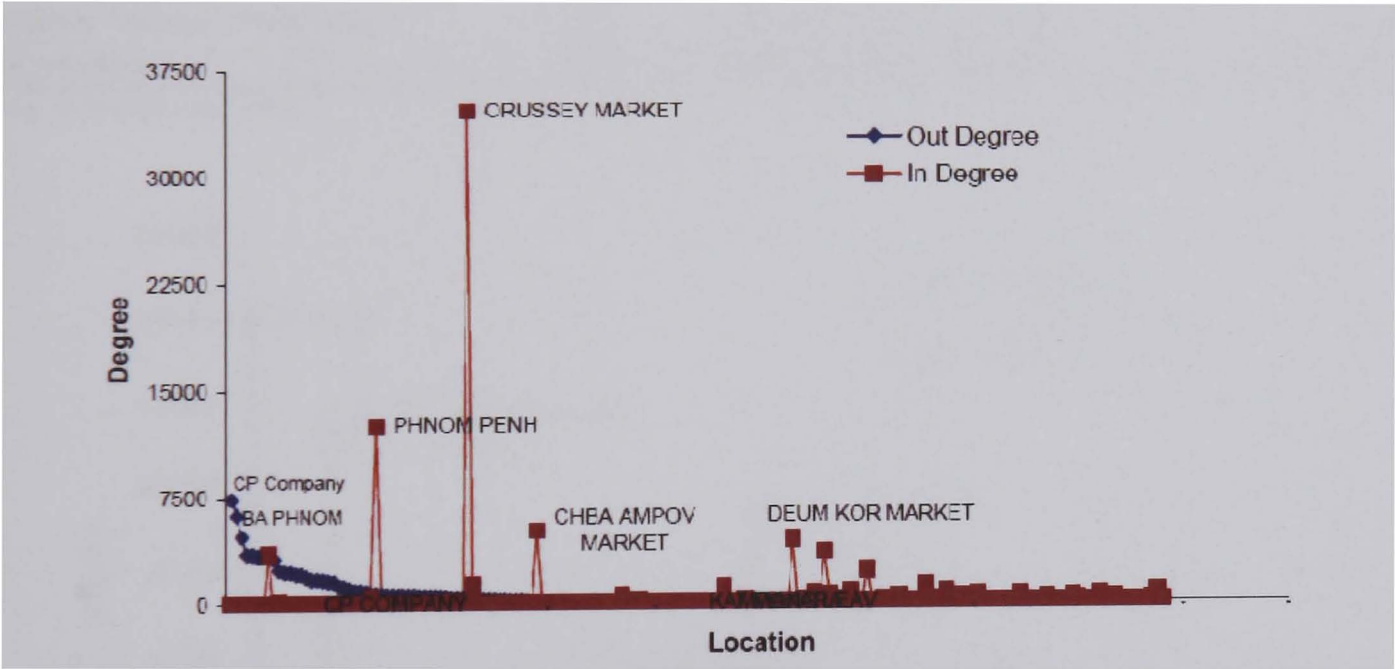 37500
30000
22500
15000
7500
0
Degree
ORUSSEY MARKET
Out Degree
In Degree
PHNOM PENH
CP Company
BA PHNOM
CHEA AMPOV
MARKET
DEUM KOR MARKET
CP COMPANY
Location